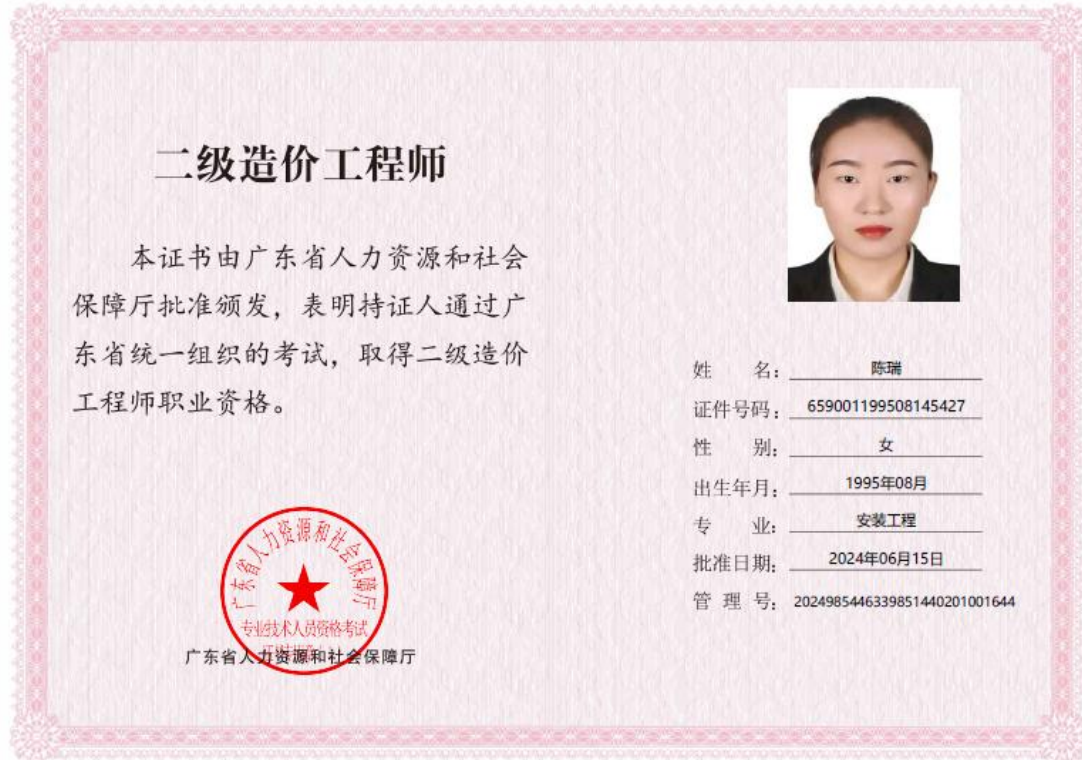 二级造价工程师
本证书由广东省人力资源和社会
保障厅批准颁发，表明持证人通过广
东省统一组织的考试，取得二级造价
工程师职业资格。
广东省人力资源和社会保障厅
专业技术人员资格考试
广东省人力资源和社会保障厅
姓 名：陈瑞
证件号码：659001199508145427
性 别：女
出生年月：1995年08月
专 业：安装工程
批准日期：2024年06月15日
管 理 号：2024985446339851440201001644